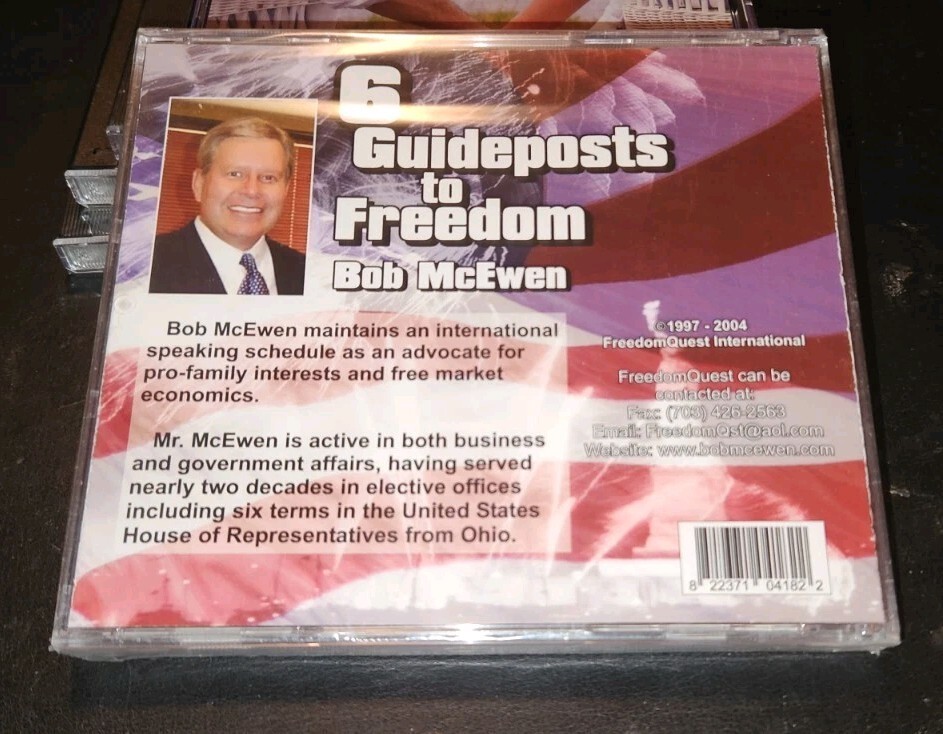 6
Guideposts
to
Freedom
Bob McEwen
Bob McEwen maintains an international
speaking schedule as an advocate for
pro-family interests and free market
economics.
Mr. McEwen is active in both business
and government affairs, having served
nearly two decades in elective offices
including six terms in the United States
House of Representatives from Ohio.
©1997 - 2004
FreedomQuest International
FreedomQuest can be
contacted at:
Fax: (703) 426-2563
Email: FreedomQst@aol.com
Website: www.bobmcewen.com
8 22371 04182 2